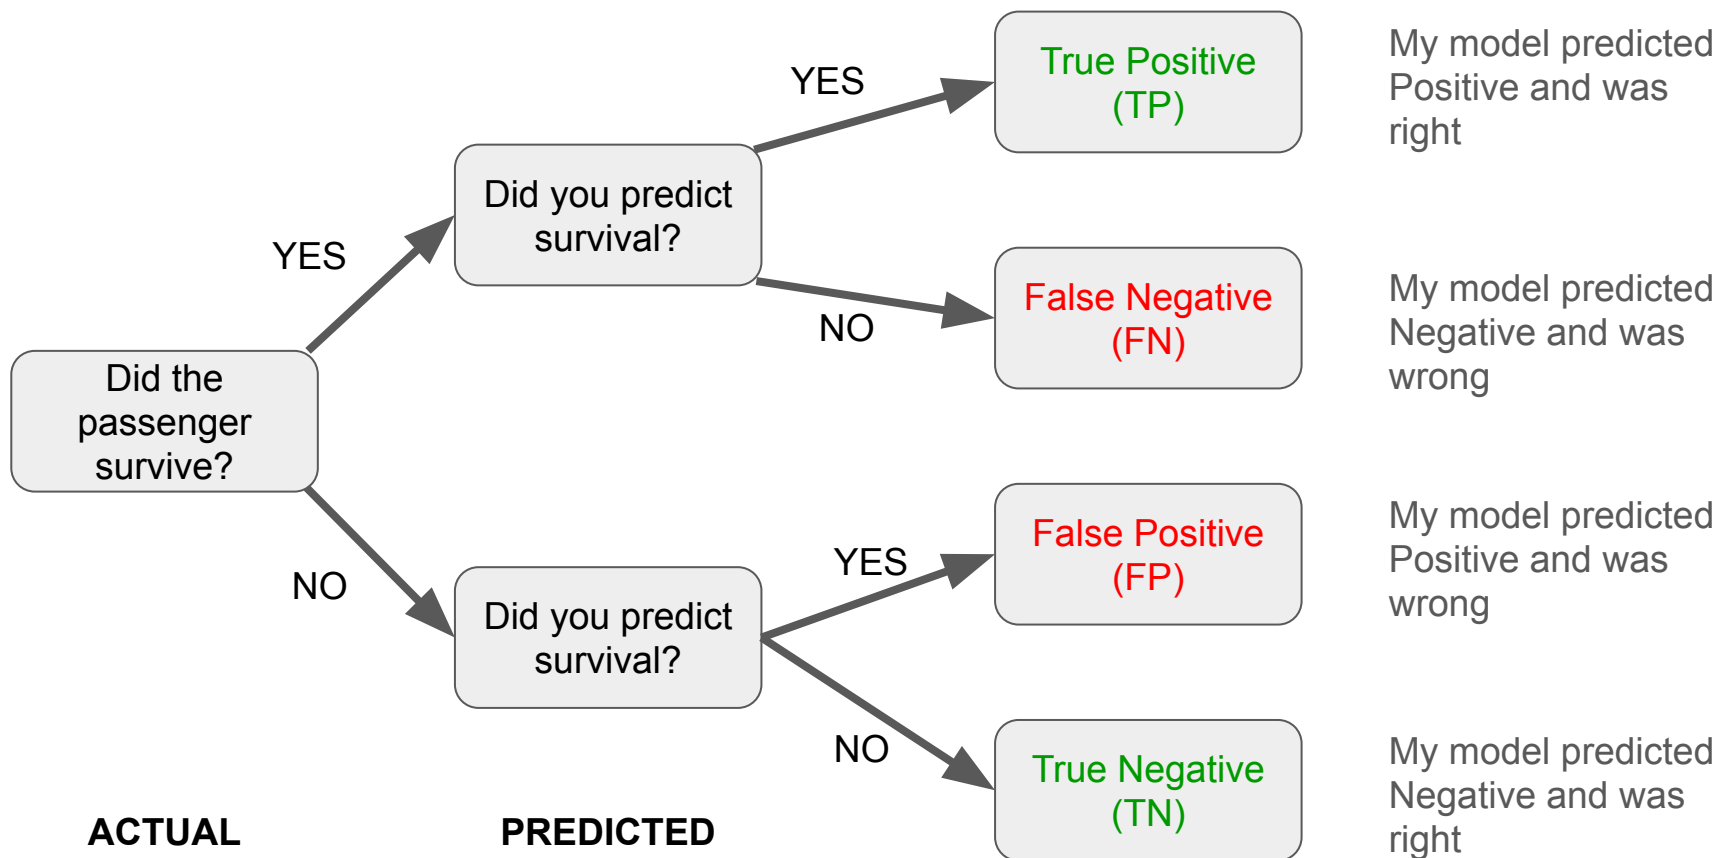 YES
True Positive
(TP)
My model predicted
Positive and was
right
Did you predict
survival?
YES
NO
False Negative
(FN)
My model predicted
Negative and was
wrong
Did the
passenger
survive?
NO
YES
False Positive
(FP)
My model predicted
Positive and was
wrong
Did you predict
survival?
NO
True Negative
(TN)
My model predicted
Negative and was
right
ACTUAL
PREDICTED